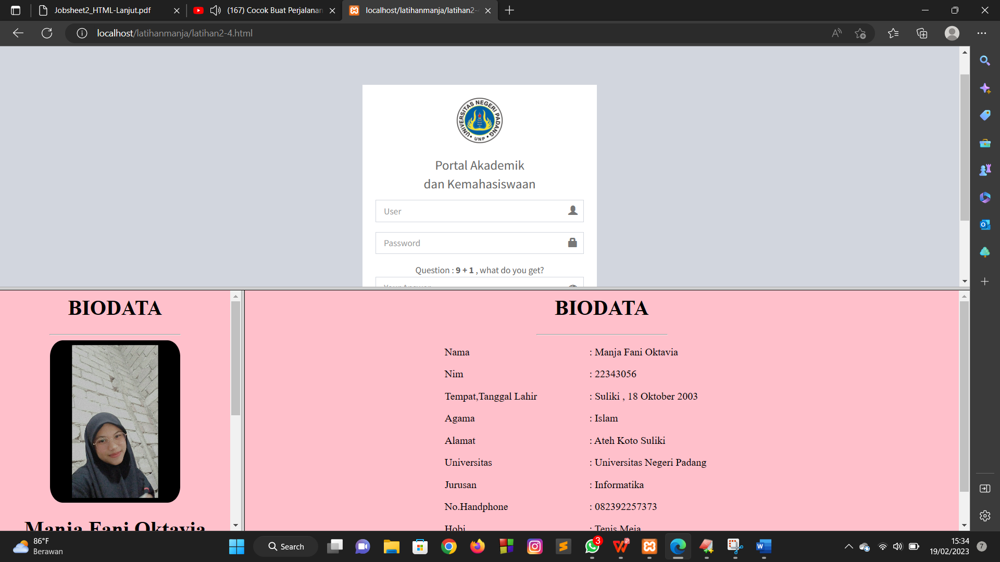 Jobsheet2_HTML-Lanjut.pdf
(167) Cocok Buat Perjalanan
localhost/latihanmanja/latihan2-
localhost/latihanmanja/latihan2-4.html
UNIVERSITAS NEGERI PADANG
UNP
Portal Akademik
dan Kemahasiswaan
User
Password
Question : 9 + 1 , what do you get?
Your Answer
BIODATA
Manja Fani Oktavia
BIODATA
Nama : Manja Fani Oktavia
Nim : 22343056
Tempat,Tanggal Lahir : Suliki , 18 Oktober 2003
Agama : Islam
Alamat : Ateh Koto Suliki
Universitas : Universitas Negeri Padang
Jurusan : Informatika
No.Handphone : 082392257373
Hobi : Tenis Meja
86°F
Berawan
Search
3
15:34
19/02/2023
7